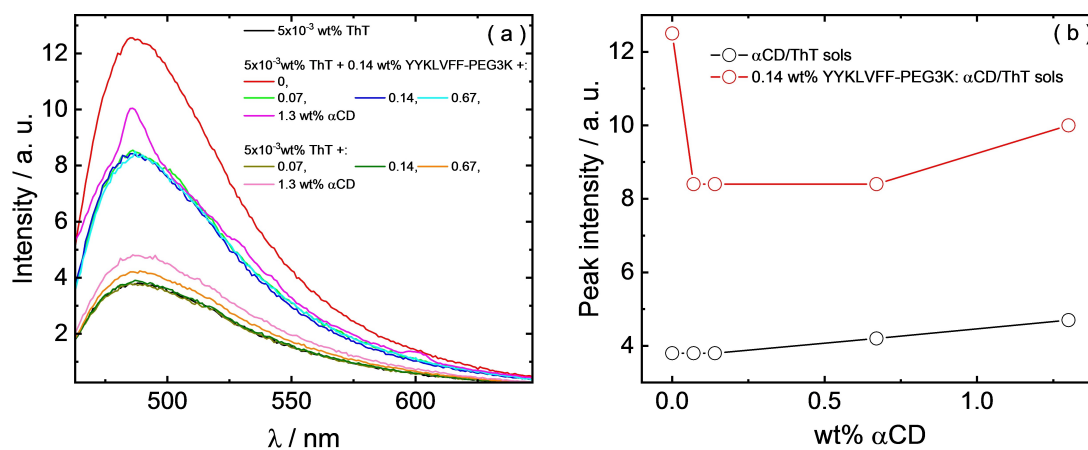 ( a )
5x10⁻³ wt% ThT
5x10⁻³wt% ThT + 0.14 wt% YYKLVFF-PEG3K +:
0,
0.07, 0.14, 0.67,
1.3 wt% αCD
5x10⁻³wt% ThT +:
0.07, 0.14, 0.67,
1.3 wt% αCD
Intensity / a. u.
12
10
8
6
4
2
500 550 600
λ / nm
( b )
αCD/ThT sols
0.14 wt% YYKLVFF-PEG3K: αCD/ThT sols
Peak intensity / a. u.
12
10
8
6
4
0.0 0.5 1.0
wt% αCD